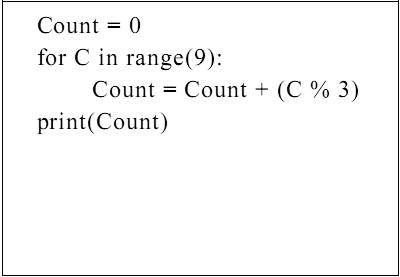 Count = 0
for C in range(9):
Count = Count + (C % 3)
print(Count)